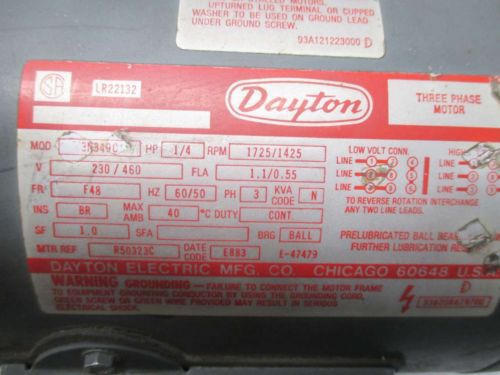 UPTURNED LUG TERMINAL OR CUPPED
WASHER TO BE USED ON GROUND LEAD
UNDER GROUND SCREW.
03A121223000 D
SA LR22132
Dayton
THREE PHASE
MOTOR
MOD HP 1/4 RPM 1725/1425
V 230/460 FLA 1.1/0.55
FR F48 HZ 60/50 PH 3 KVA CODE N
INS BR MAX AMB 40 °C DUTY CONT
SF 1.0 SFA BRG BALL
MTR REF R50323C DATE CODE E883 E-47479
LOW VOLT CONN. HIGH
LINE
LINE
LINE
TO REVERSE ROTATION INTERCHANGE
ANY TWO LINE LEADS.
PRELUBRICATED BALL
FURTHER LUBRICATION
DAYTON ELECTRIC MFG. CO. CHICAGO 60648 U.S.
WARNING GROUNDING - FAILURE TO CONNECT THE MOTOR FRAME
TO EQUIPMENT GROUNDING CONDUCTOR BY USING THE GROUNDING
GREEN SCREW OR GREEN WIRE PROVIDED MAY RESULT IN SERIOUS
ELECTRICAL SHOCK.
D